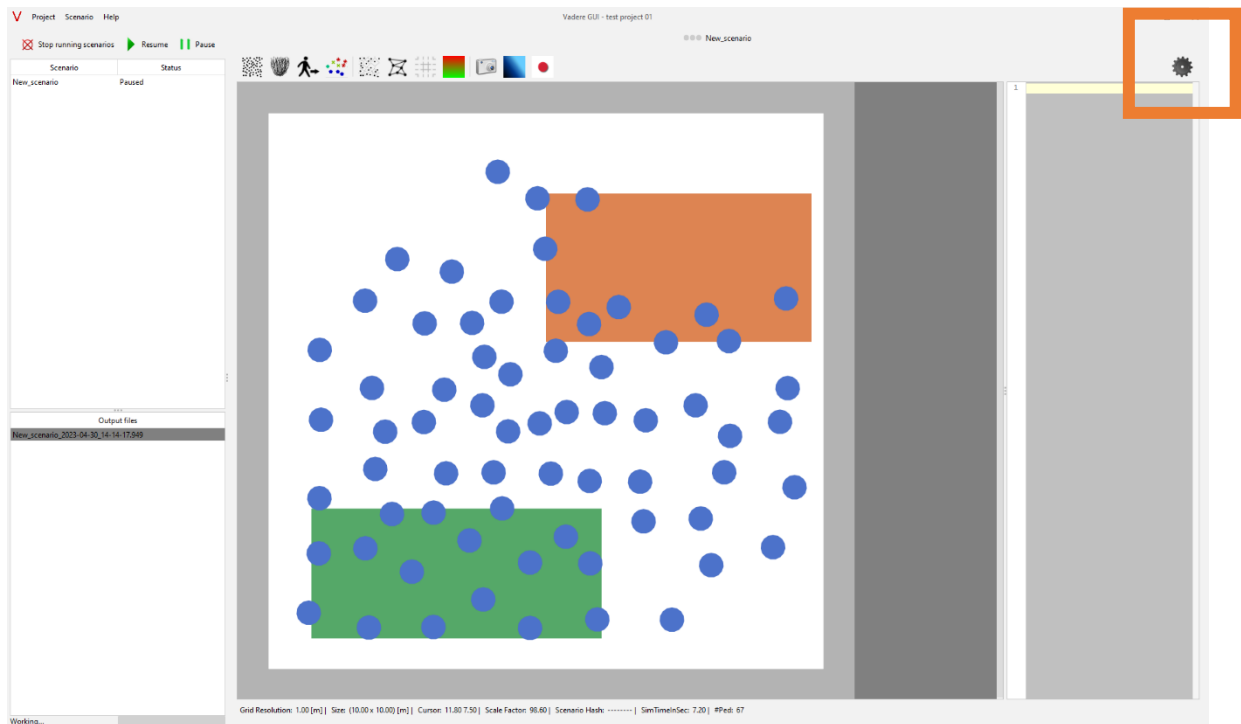 V Project Scenario Help
Vadere GUI - test project 01
Stop running scenarios Resume Pause
New_scenario
Scenario Status
New_scenario Paused
1
Output files
New_scenario_2023-04-30_14-14-17.949
Working...
Grid Resolution: 1.00 [m] | Size: (10.00 x 10.00) [m] | Cursor: 11.80 7.50 | Scale Factor: 98.60 | Scenario Hash: -------- | SimTimeInSec: 7.20 | #Ped: 67